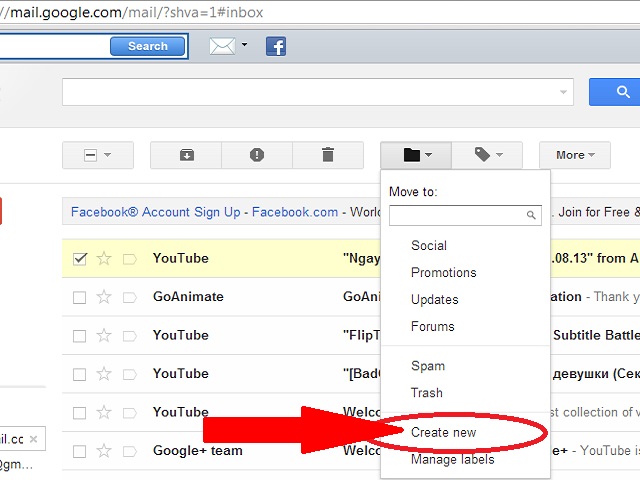 //mail.google.com/mail/?shva=1#inbox
Search
More
Move to:
Facebook® Account Sign Up - Facebook.com - World
. Join for Free &
Social
Promotions
Updates
Forums
Spam
Trash
Create new
Manage labels
YouTube "Ngay .08.13" from A
GoAnimate GoAni ation - Thank y
YouTube "FlipT Subtitle Battle
YouTube "[BadC девушки (Сек
YouTube Welco st collection of v
Google+ team Welco e+ - YouTube is
il.cc ×
@gm...